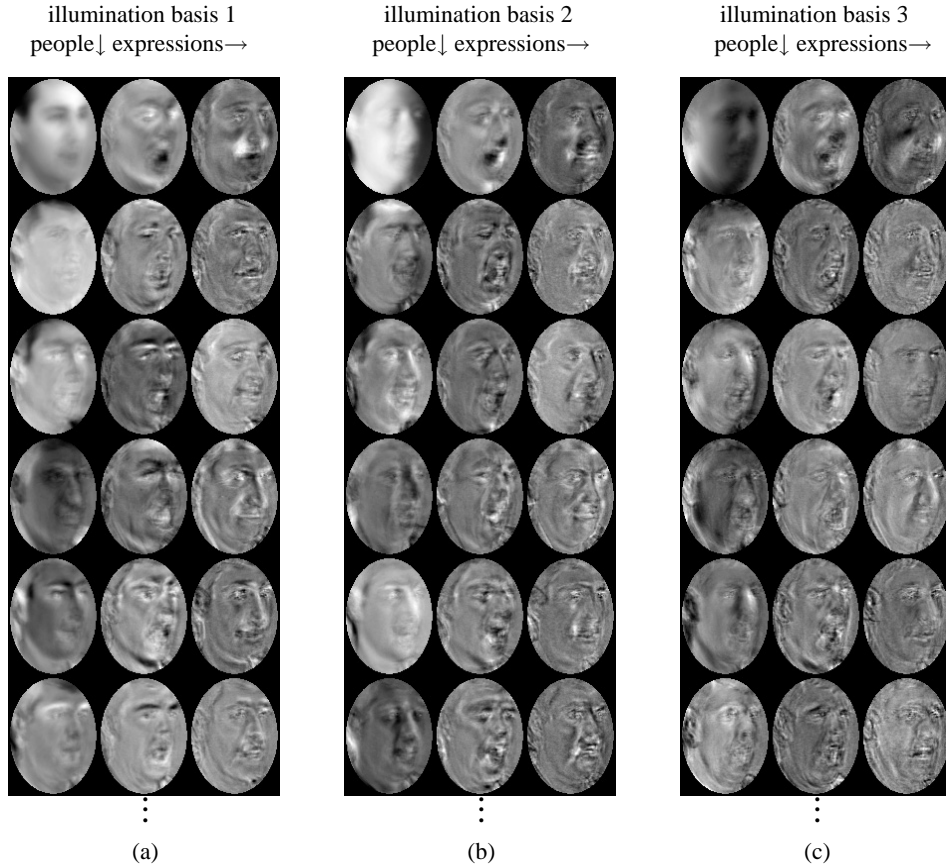 illumination basis 1
people↓ expressions→
illumination basis 2
people↓ expressions→
illumination basis 3
people↓ expressions→
(a)
(b)
(c)